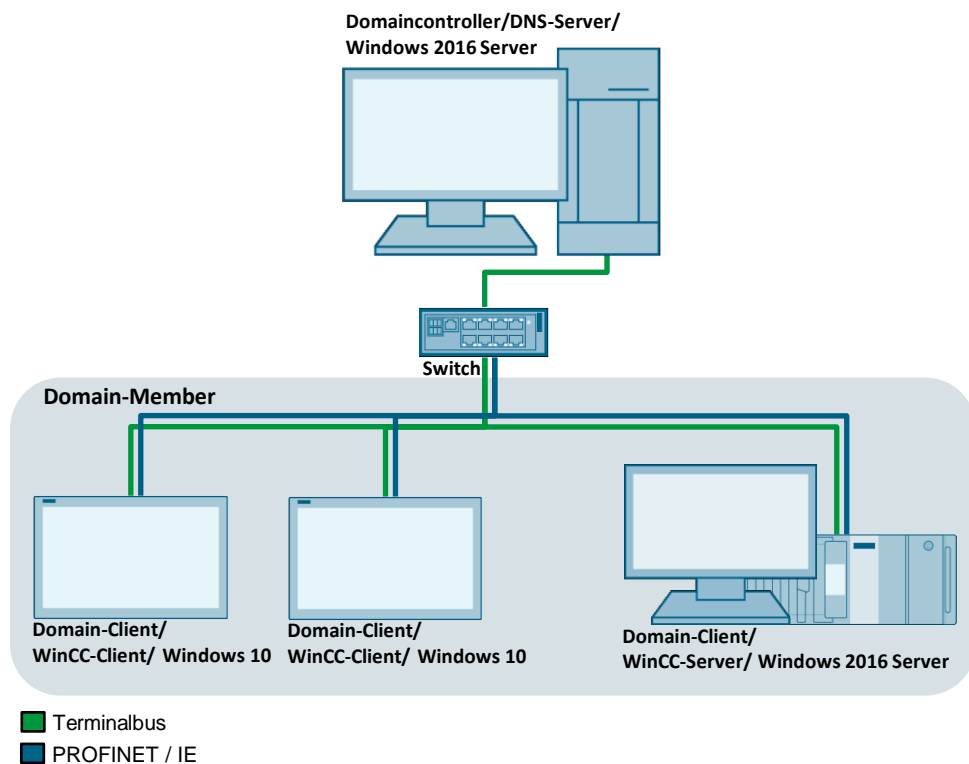 Domaincontroller/DNS-Server/
Windows 2016 Server
Switch
Domain-Member
Domain-Client/
WinCC-Client/ Windows 10
Domain-Client/
WinCC-Client/ Windows 10
Domain-Client/
WinCC-Server/ Windows 2016 Server
Terminalbus
PROFINET / IE